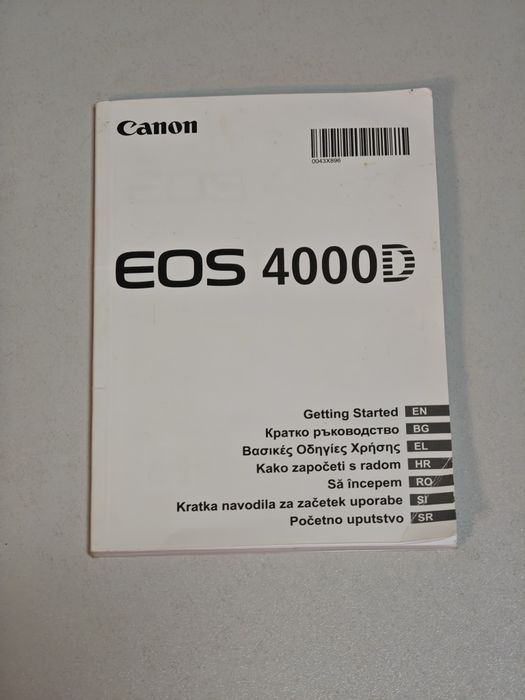 Canon
0043X896
EOS 4000D
Getting Started EN
Кратко ръководство BG
Βασικές Οδηγίες Χρήσης EL
Kako započeti s radom HR
Să începem RO
Kratka navodila za začetek uporabe SI
Početno uputstvo SR